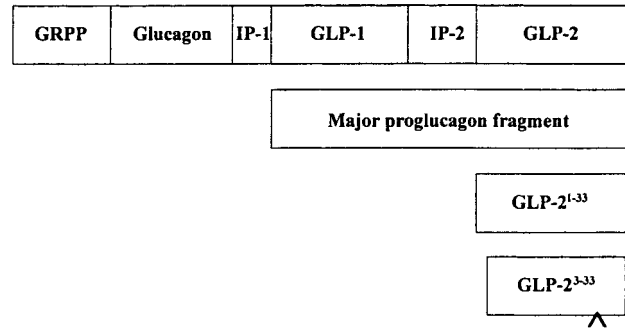 GRPP Glucagon IP-1 GLP-1 IP-2 GLP-2
Major proglucagon fragment
GLP-2¹⁻³³
GLP-2³⁻³³